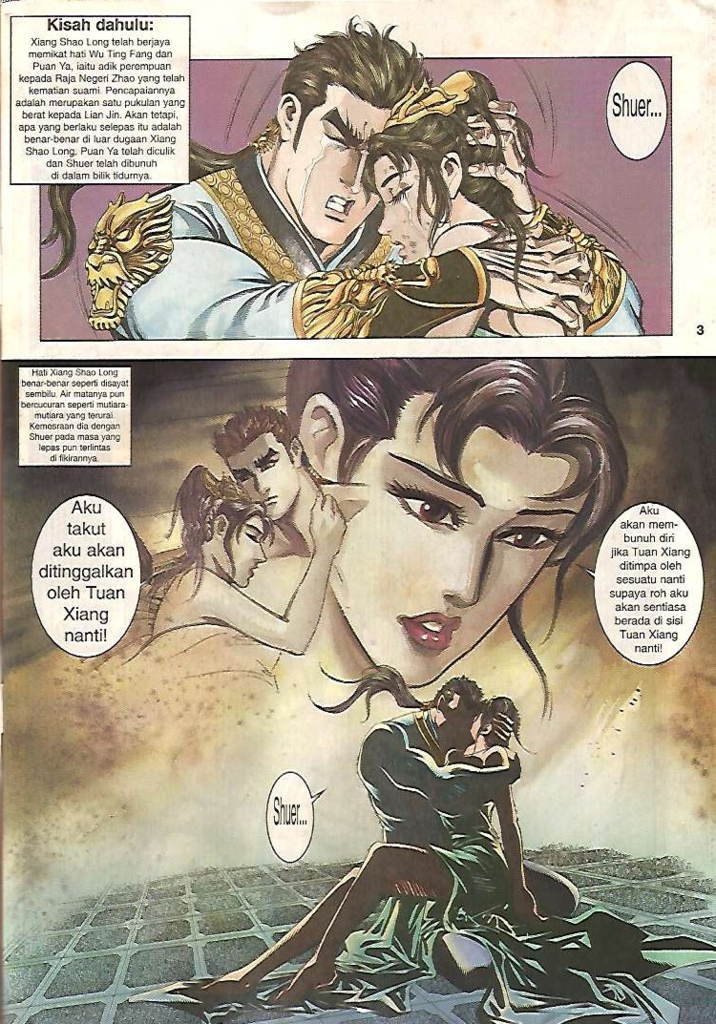 Kisah dahulu:
Xiang Shao Long telah berjaya
memikat hati Wu Ting Fang dan
Puan Ya, iaitu adik perempuan
kepada Raja Negeri Zhao yang telah
kematian suami. Pencapaiannya
adalah merupakan satu pukulan yang
berat kepada Lian Jin. Akan tetapi,
apa yang berlaku selepas itu adalah
benar-benar di luar dugaan Xiang
Shao Long. Puan Ya telah diculik
dan Shuer telah dibunuh
di dalam bilik tidurnya.
Shuer...
3
Hati Xiang Shao Long
benar-benar seperti disayat
sembilu. Air matanya pun
bercucuran seperti mutiara-
mutiara yang terurai.
Kemesraan dia dengan
Shuer pada masa yang
lepas pun terlintas
di fikirannya.
Aku
takut
aku akan
ditinggalkan
oleh Tuan
Xiang
nanti!
Aku
akan mem-
bunuh diri
jika Tuan Xiang
ditimpa oleh
sesuatu nanti
supaya roh aku
akan sentiasa
berada di sisi
Tuan Xiang
nanti!
Shuer...